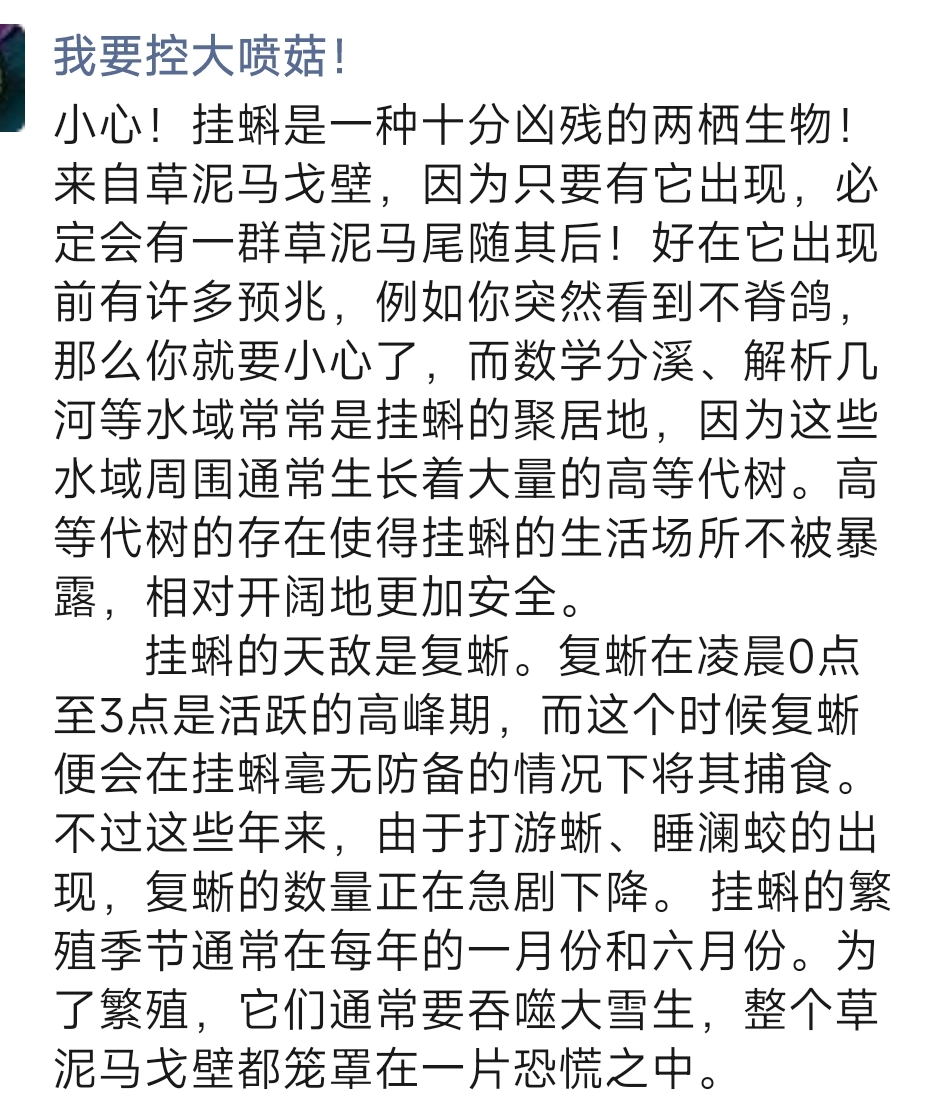 我要控大喷菇！
小心！挂蝌是一种十分凶残的两栖生物！
来自草泥马戈壁，因为只要有它出现，必
定会有一群草泥马尾随其后！好在它出现
前有许多预兆，例如你突然看到不脊鸽，
那么你就要小心了，而数学分溪、解析几
河等水域常常是挂蝌的聚居地，因为这些
水域周围通常生长着大量的高等代树。高
等代树的存在使得挂蝌的生活场所不被暴
露，相对开阔地更加安全。
挂蝌的天敌是复蜥。复蜥在凌晨0点
至3点是活跃的高峰期，而这个时候复蜥
便会在挂蝌毫无防备的情况下将其捕食。
不过这些年来，由于打游蜥、睡澜蛟的出
现，复蜥的数量正在急剧下降。 挂蝌的繁
殖季节通常在每年的一月份和六月份。为
了繁殖，它们通常要吞噬大雪生，整个草
泥马戈壁都笼罩在一片恐慌之中。